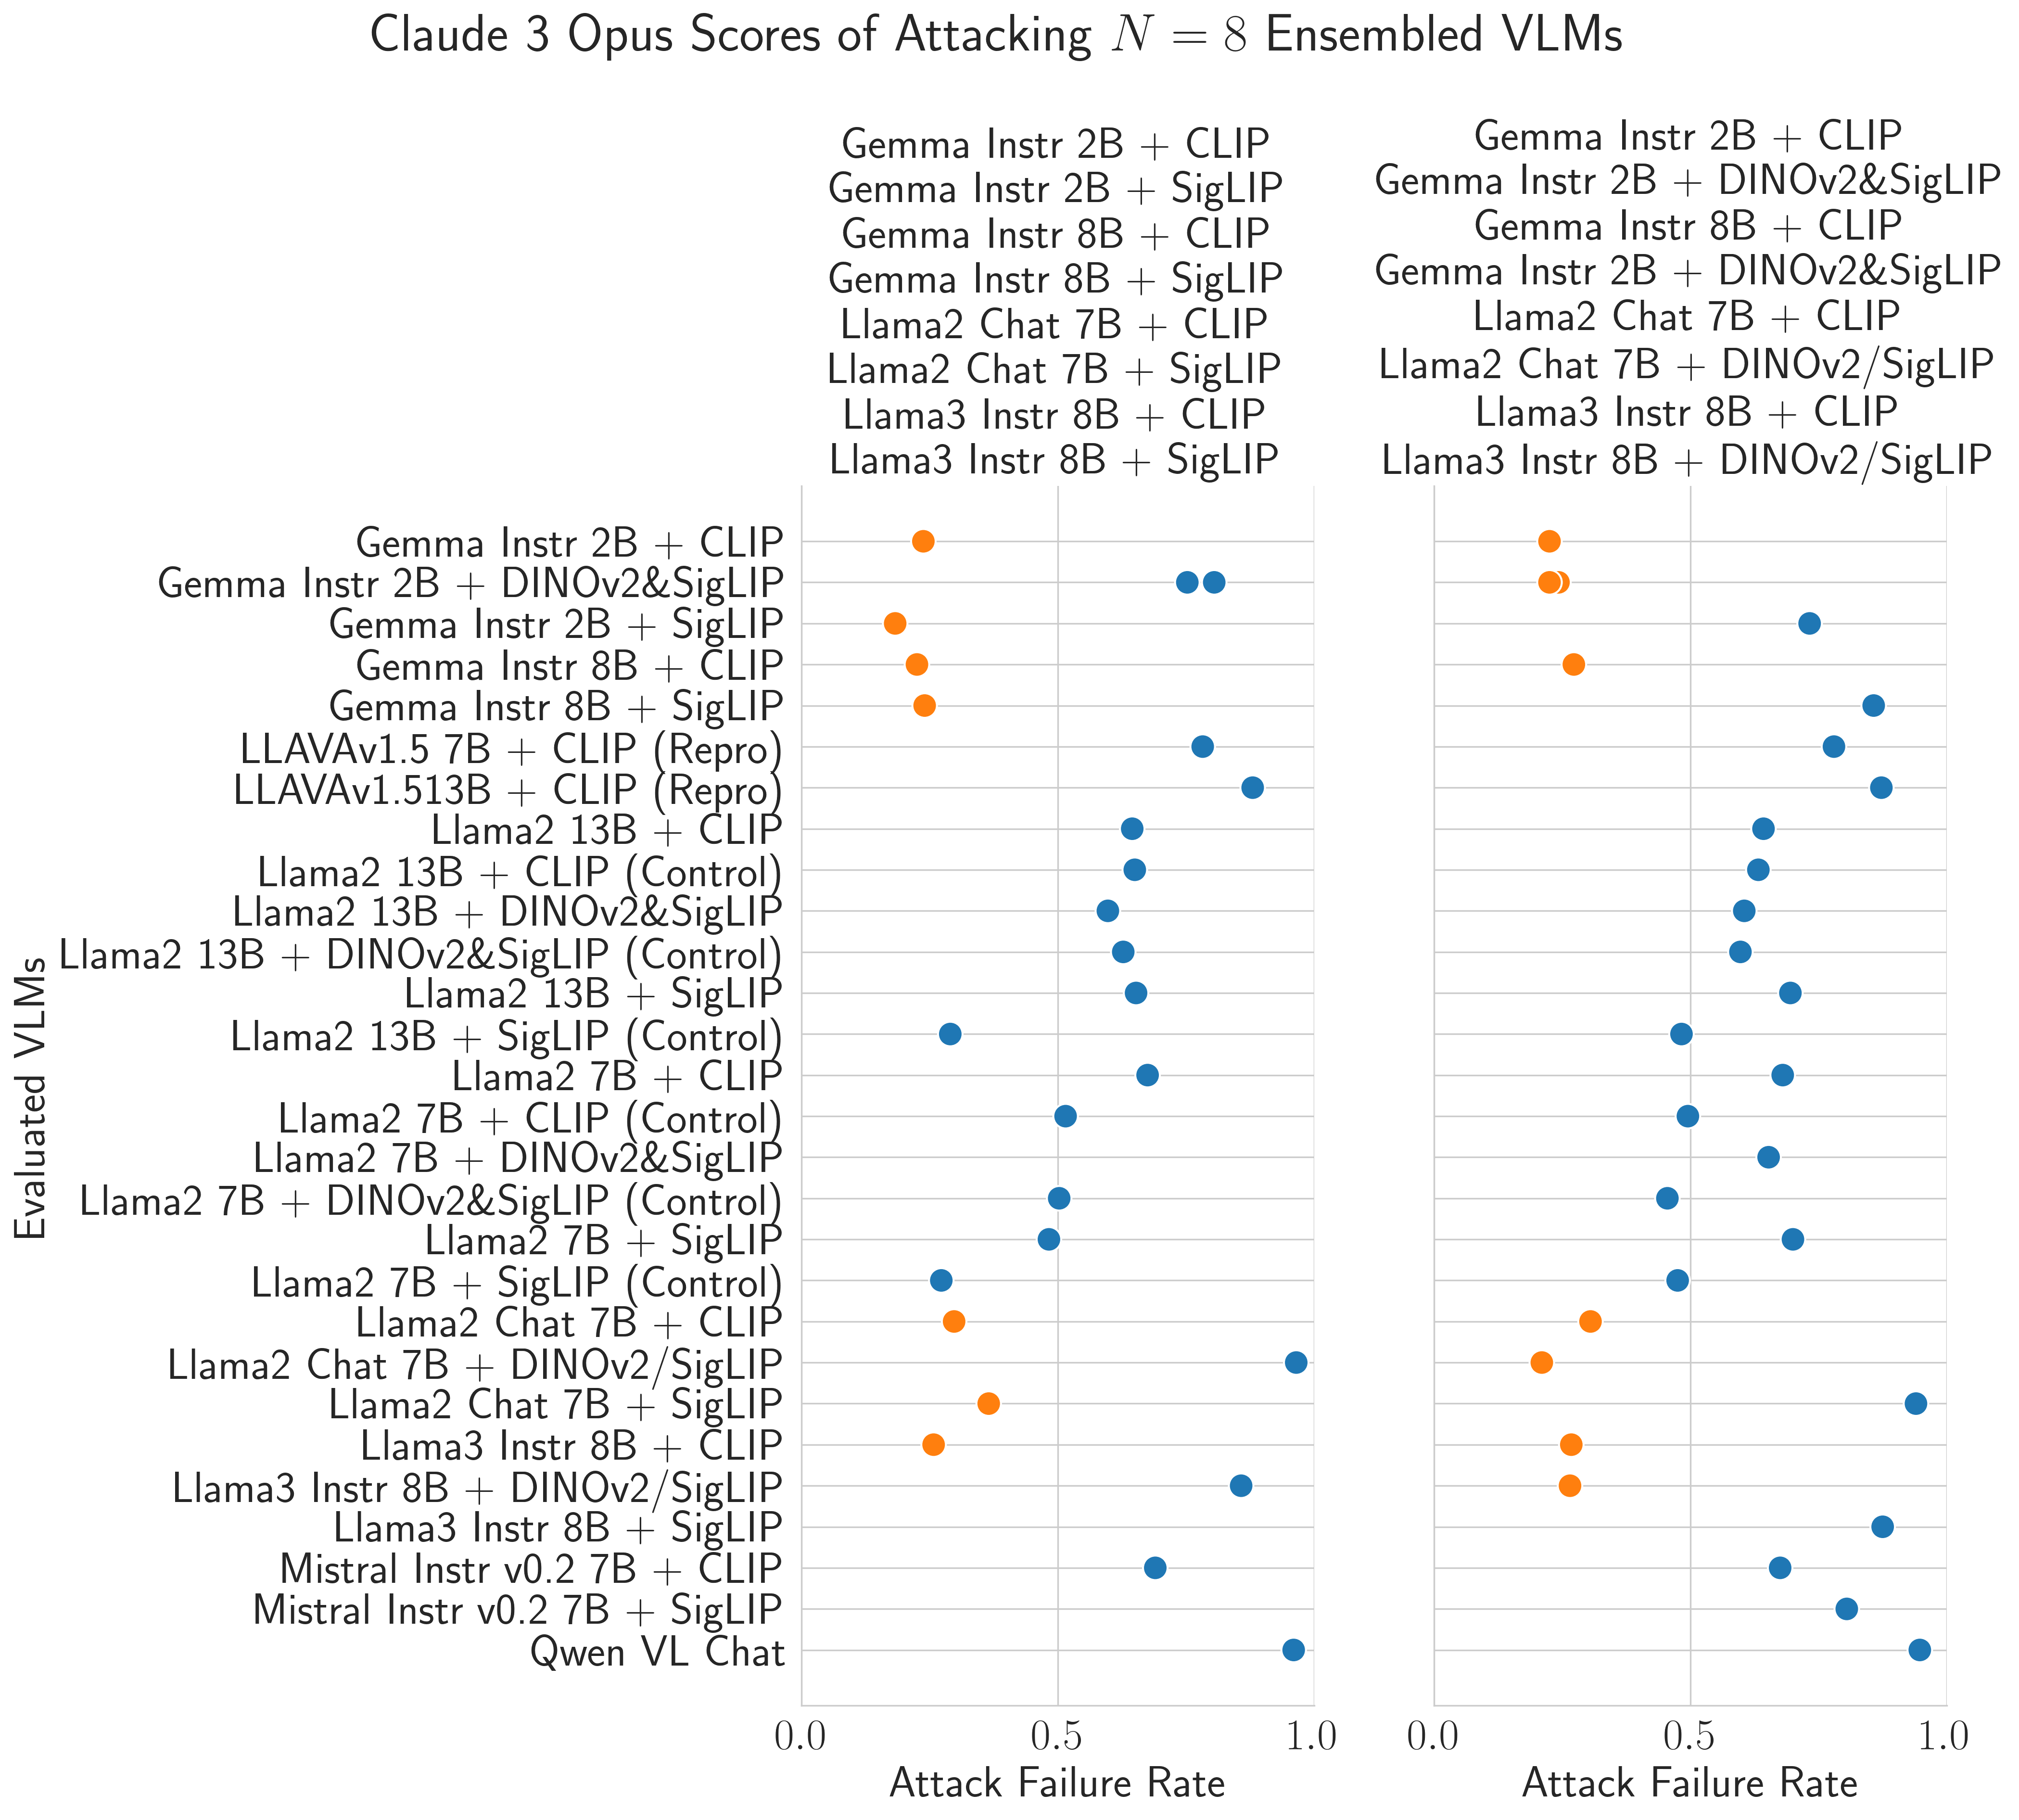 Claude 3 Opus Scores of Attacking N = 8 Ensembled VLMs
Gemma Instr 2B + CLIP
Gemma Instr 2B + SigLIP
Gemma Instr 8B + CLIP
Gemma Instr 8B + SigLIP
Llama2 Chat 7B + CLIP
Llama2 Chat 7B + SigLIP
Llama3 Instr 8B + CLIP
Llama3 Instr 8B + SigLIP
Gemma Instr 2B + CLIP
Gemma Instr 2B + DINOv2&SigLIP
Gemma Instr 8B + CLIP
Gemma Instr 2B + DINOv2&SigLIP
Llama2 Chat 7B + CLIP
Llama2 Chat 7B + DINOv2/SigLIP
Llama3 Instr 8B + CLIP
Llama3 Instr 8B + DINOv2/SigLIP
Evaluated VLMs
Gemma Instr 2B + CLIP
Gemma Instr 2B + DINOv2&SigLIP
Gemma Instr 2B + SigLIP
Gemma Instr 8B + CLIP
Gemma Instr 8B + SigLIP
LLAVAv1.5 7B + CLIP (Repro)
LLAVAv1.513B + CLIP (Repro)
Llama2 13B + CLIP
Llama2 13B + CLIP (Control)
Llama2 13B + DINOv2&SigLIP
Llama2 13B + DINOv2&SigLIP (Control)
Llama2 13B + SigLIP
Llama2 13B + SigLIP (Control)
Llama2 7B + CLIP
Llama2 7B + CLIP (Control)
Llama2 7B + DINOv2&SigLIP
Llama2 7B + DINOv2&SigLIP (Control)
Llama2 7B + SigLIP
Llama2 7B + SigLIP (Control)
Llama2 Chat 7B + CLIP
Llama2 Chat 7B + DINOv2/SigLIP
Llama2 Chat 7B + SigLIP
Llama3 Instr 8B + CLIP
Llama3 Instr 8B + DINOv2/SigLIP
Llama3 Instr 8B + SigLIP
Mistral Instr v0.2 7B + CLIP
Mistral Instr v0.2 7B + SigLIP
Qwen VL Chat
0.0 0.5 1.0
Attack Failure Rate
0.0 0.5 1.0
Attack Failure Rate